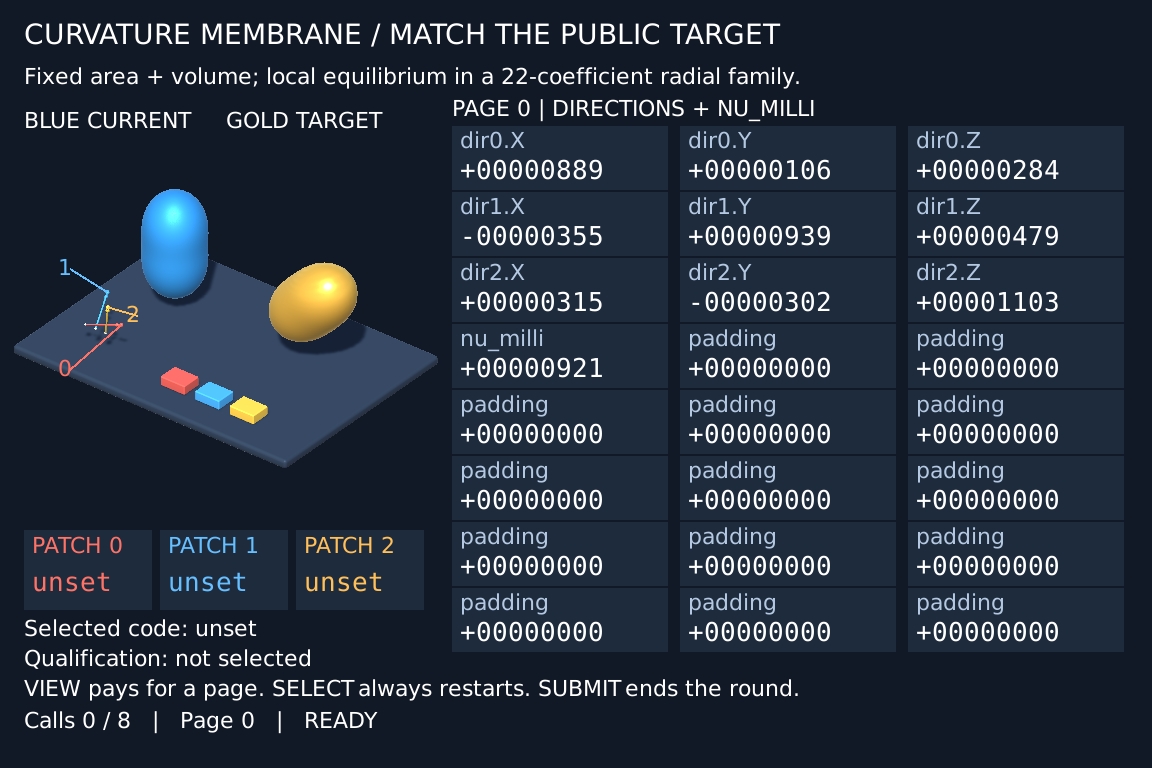 CURVATURE MEMBRANE / MATCH THE PUBLIC TARGET
Fixed area + volume; local equilibrium in a 22-coefficient radial family.
BLUE CURRENT GOLD TARGET
PAGE 0 | DIRECTIONS + NU_MILLI
dir0.X dir0.Y dir0.Z
+00000889 +00000106 +00000284
dir1.X dir1.Y dir1.Z
-00000355 +00000939 +00000479
dir2.X dir2.Y dir2.Z
+00000315 -00000302 +00001103
nu_milli padding padding
+00000921 +00000000 +00000000
padding padding padding
+00000000 +00000000 +00000000
padding padding padding
+00000000 +00000000 +00000000
padding padding padding
+00000000 +00000000 +00000000
padding padding padding
+00000000 +00000000 +00000000
1
2
0
PATCH 0 PATCH 1 PATCH 2
unset unset unset
Selected code: unset
Qualification: not selected
VIEW pays for a page. SELECT always restarts. SUBMIT ends the round.
Calls 0 / 8 | Page 0 | READY